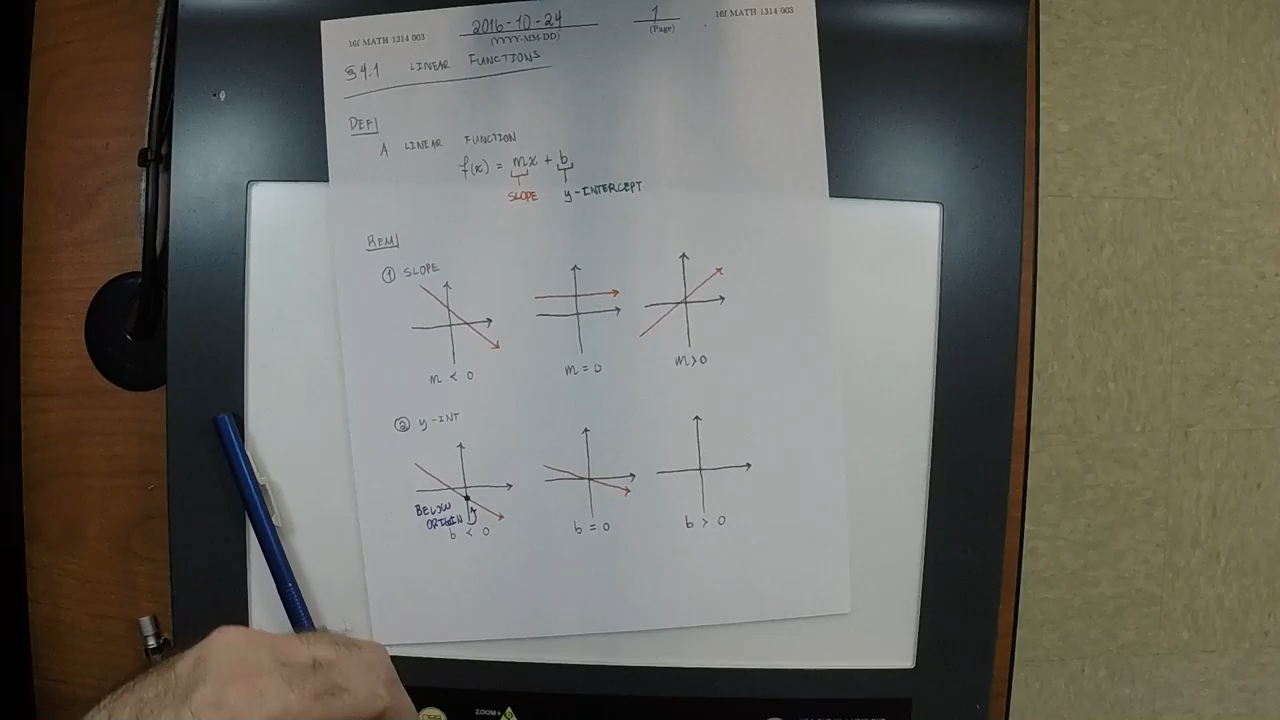 16f MATH 1314 003
2016-10-24
(YYYY-MM-DD)
1
(Page)
16f MATH 1314 003
§4.1 LINEAR FUNCTIONS
DEF
A LINEAR FUNCTION
f(x) = mx + b
SLOPE
y-INTERCEPT
REM
① SLOPE
m < 0
m = 0
m > 0
② y-INT
BELOW
ORIGIN
b < 0
b = 0
b > 0
ZOOM+